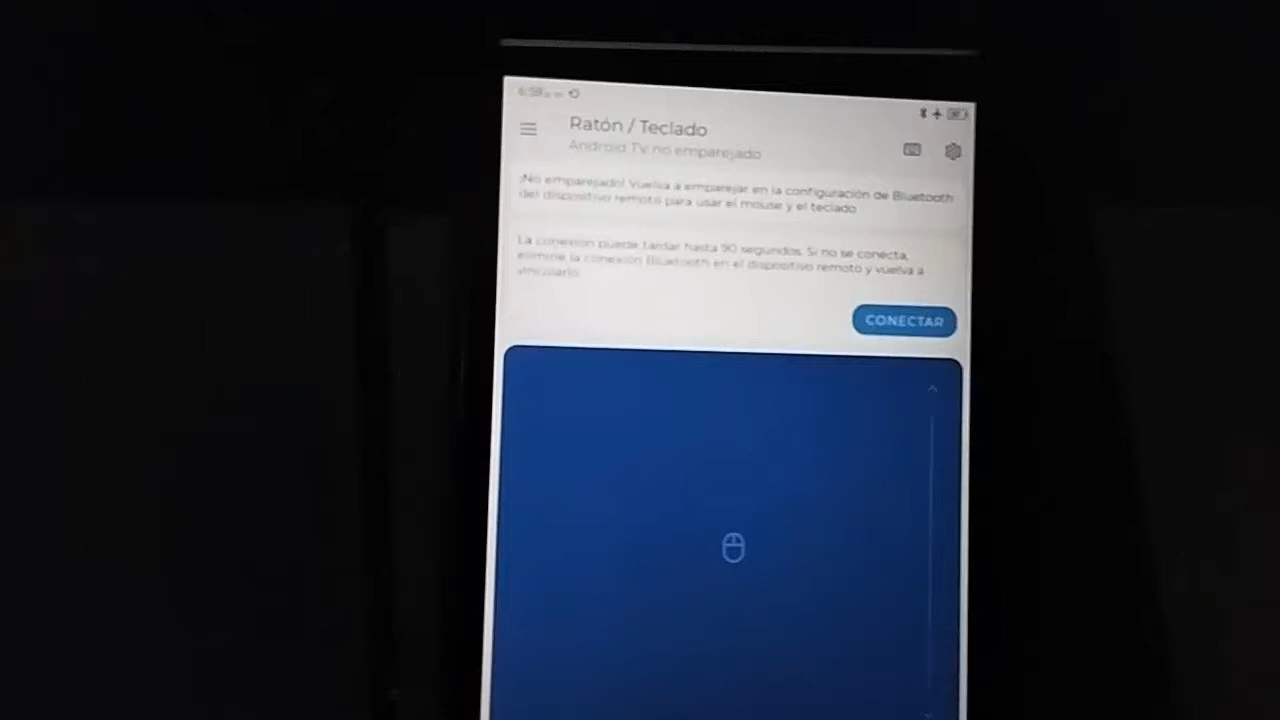 6:58
Ratón / Teclado
Android TV no emparejado
¡No emparejado! Vuelva a emparejar en la configuración de Bluetooth
del dispositivo remoto para usar el mouse y el teclado
La conexión puede tardar hasta 90 segundos. Si no se conecta,
elimine la conexión Bluetooth en el dispositivo remoto y vuelva a
vincularlo.
CONECTAR